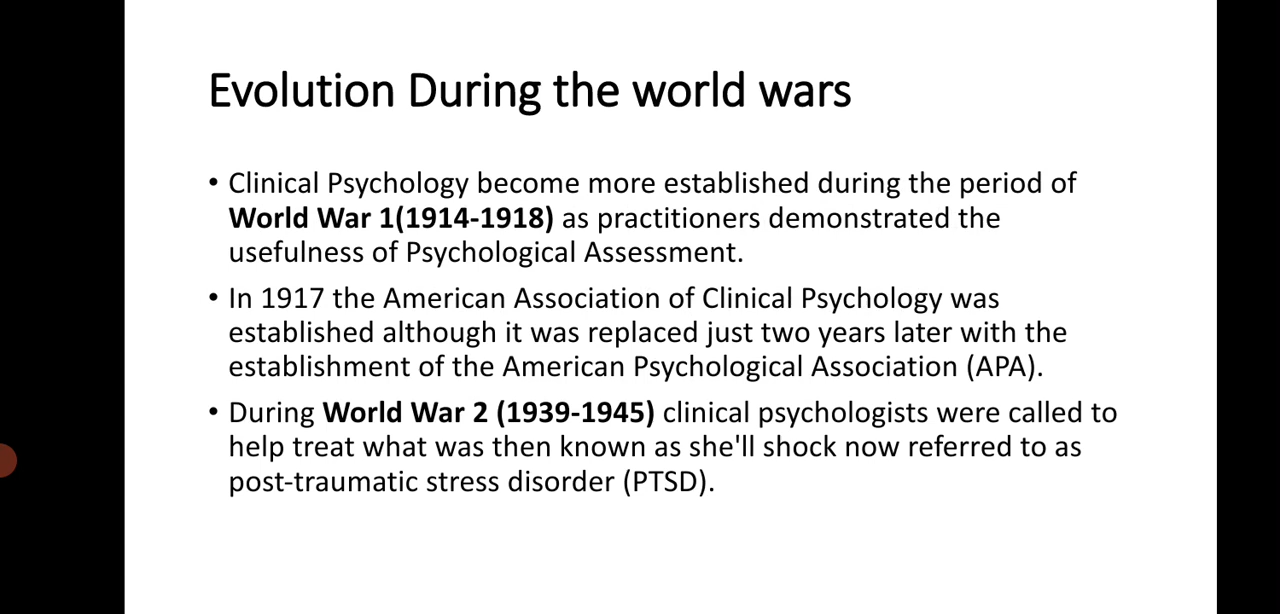 Evolution During the world wars
• Clinical Psychology become more established during the period of
World War 1(1914-1918) as practitioners demonstrated the
usefulness of Psychological Assessment.
• In 1917 the American Association of Clinical Psychology was
established although it was replaced just two years later with the
establishment of the American Psychological Association (APA).
• During World War 2 (1939-1945) clinical psychologists were called to
help treat what was then known as she'll shock now referred to as
post-traumatic stress disorder (PTSD).